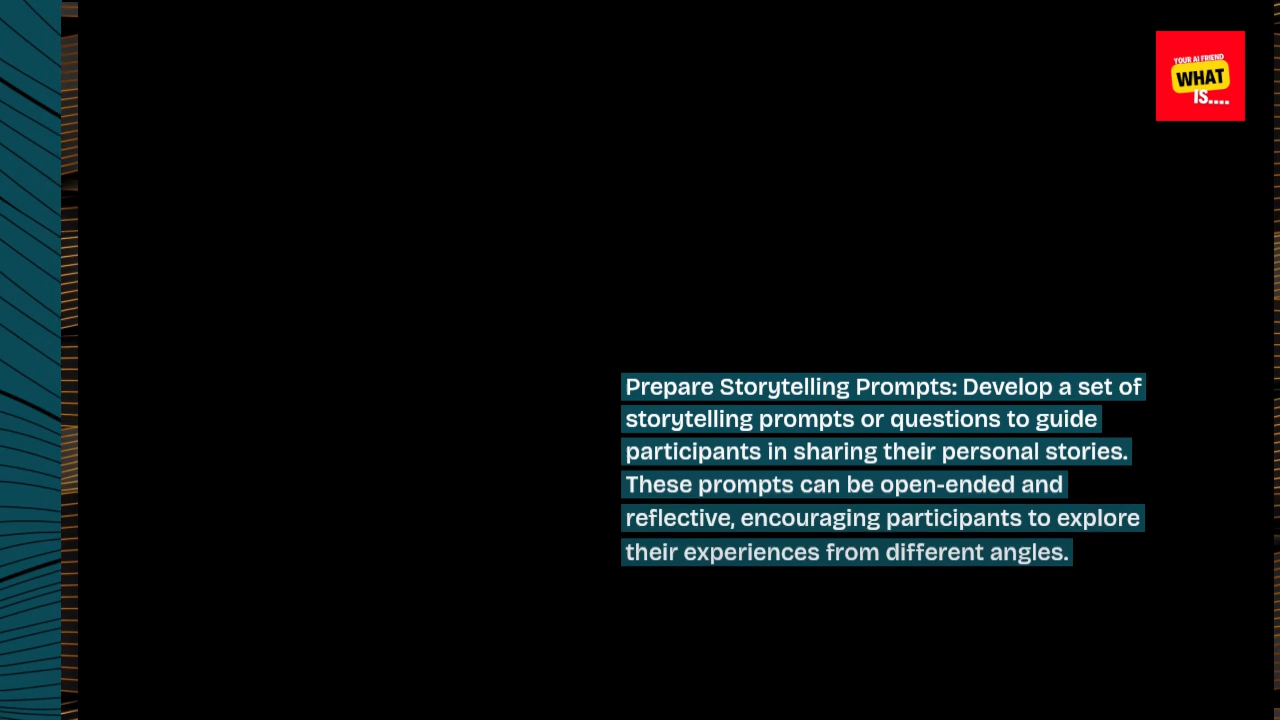 YOUR AI FRIEND
WHAT
IS....
Prepare Storytelling Prompts: Develop a set of
storytelling prompts or questions to guide
participants in sharing their personal stories.
These prompts can be open-ended and
reflective, encouraging participants to explore
their experiences from different angles.